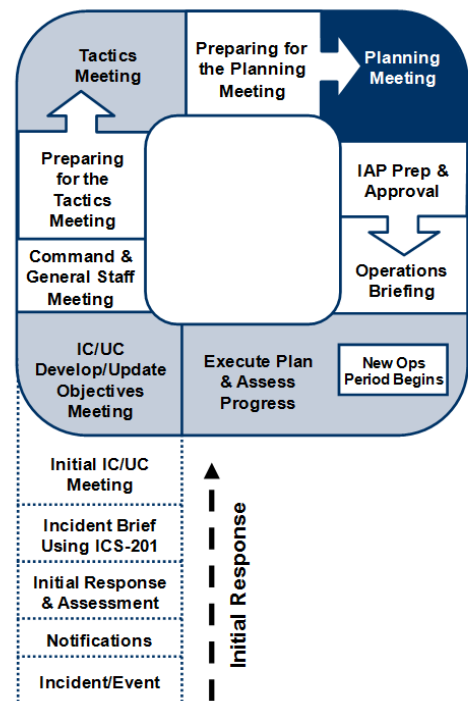 Tactics
Meeting
Preparing for
the Planning
Meeting
Planning
Meeting
Preparing
for the
Tactics
Meeting
IAP Prep &
Approval
Command &
General Staff
Meeting
Operations
Briefing
IC/UC
Develop/Update
Objectives
Meeting
Execute Plan
& Assess
Progress
New Ops
Period Begins
Initial IC/UC
Meeting
Incident Brief
Using ICS-201
Initial Response
& Assessment
Notifications
Incident/Event
Initial Response